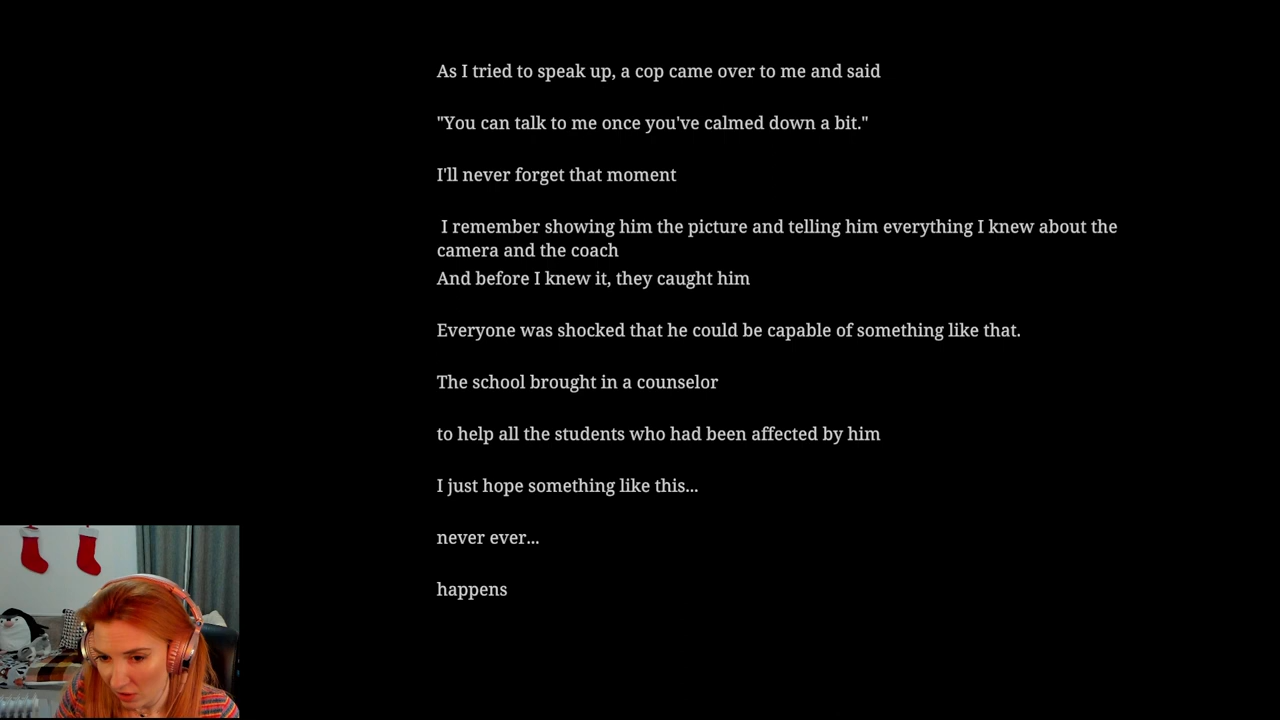 As I tried to speak up, a cop came over to me and said
"You can talk to me once you've calmed down a bit."
I'll never forget that moment
I remember showing him the picture and telling him everything I knew about the
camera and the coach
And before I knew it, they caught him
Everyone was shocked that he could be capable of something like that.
The school brought in a counselor
to help all the students who had been affected by him
I just hope something like this...
never ever...
happens